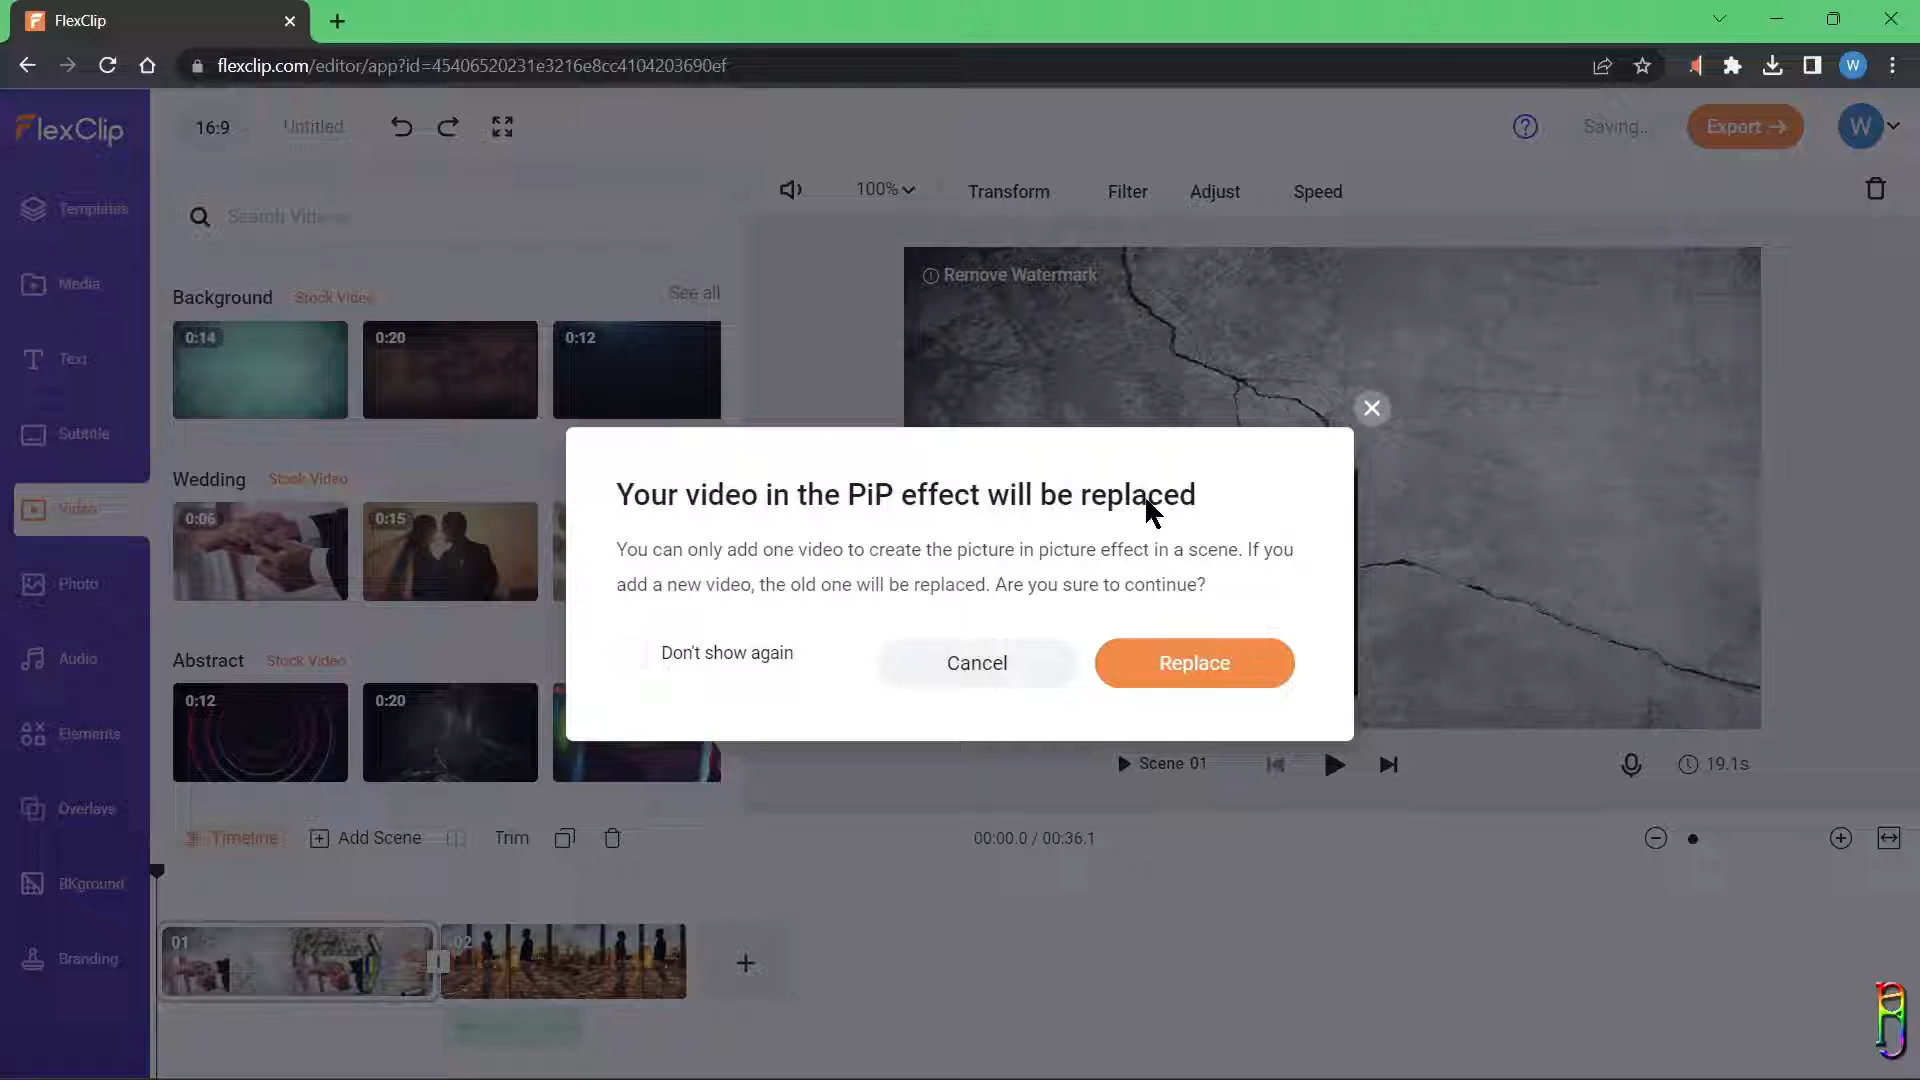 FlexClip
flexclip.com/editor/app?id=45406520231e3216e8cc4104203690ef
W
FlexClip
16:9
Untitled
Saving...
Export →
W
Templates
Search Videos
100%
Transform
Filter
Adjust
Speed
Media
Background
Stock Video
See all
Remove Watermark
0:14
0:20
0:12
Text
Subtitle
Wedding
Stock Video
Your video in the PiP effect will be replaced
Video
0:06
0:15
You can only add one video to create the picture in picture effect in a scene. If you
add a new video, the old one will be replaced. Are you sure to continue?
Photo
Audio
Abstract
Stock Video
Don't show again
Cancel
Replace
0:12
0:20
Elements
Scene 01
19.1s
Overlays
Timeline
Add Scene
Trim
00:00.0 / 00:36.1
BKground
01
02
Branding